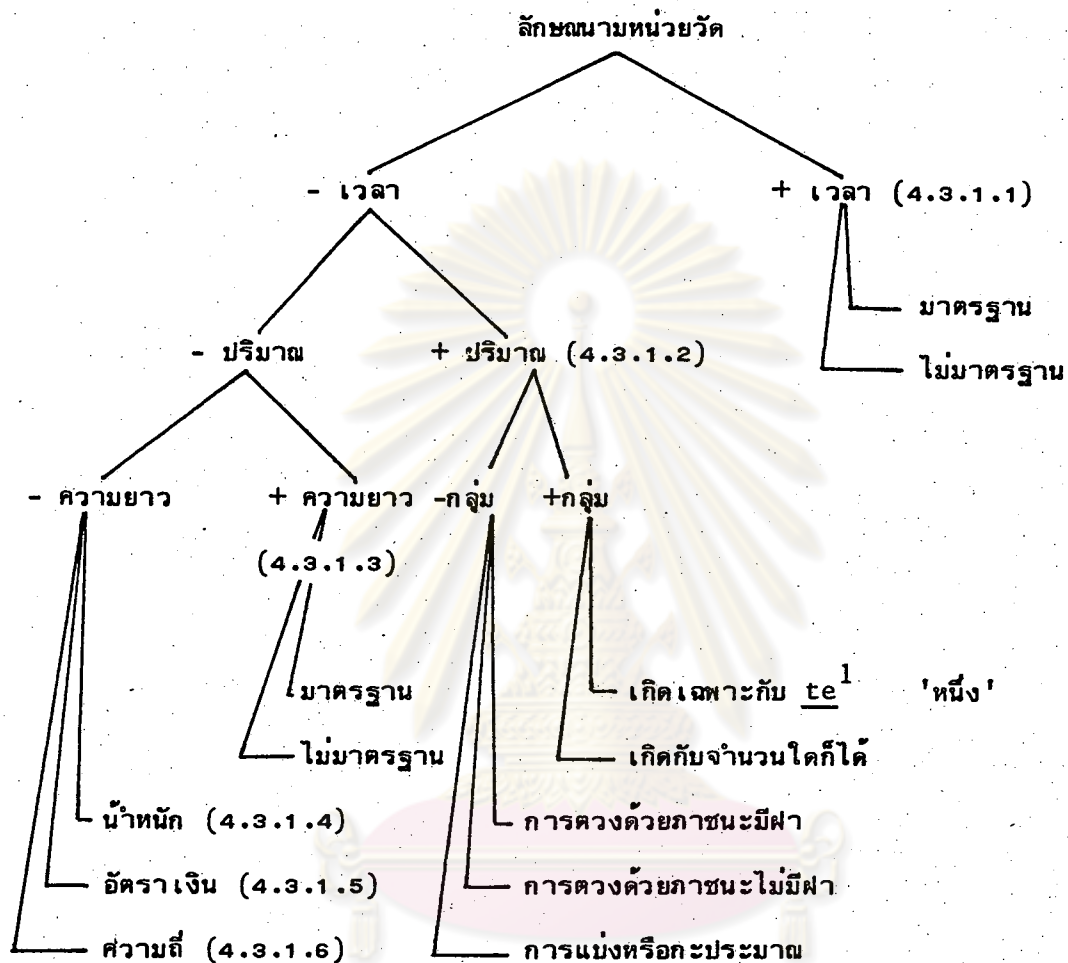 ลักษณนามหน่วยวัด
- เวลา + เวลา (4.3.1.1)
มาตรฐาน
- ปริมาณ + ปริมาณ (4.3.1.2)
ไม่มาตรฐาน
- ความยาว + ความยาว -กลุ่ม +กลุ่ม
(4.3.1.3)
มาตรฐาน เกิดเฉพาะกับ te¹ 'หนึ่ง'
ไม่มาตรฐาน เกิดกับจำนวนใดก็ได้
น้ำหนัก (4.3.1.4) การตวงด้วยภาชนะมีฝา
อัตราเงิน (4.3.1.5) การตวงด้วยภาชนะไม่มีฝา
ความถี่ (4.3.1.6) การแบ่งหรือกะประมาณ